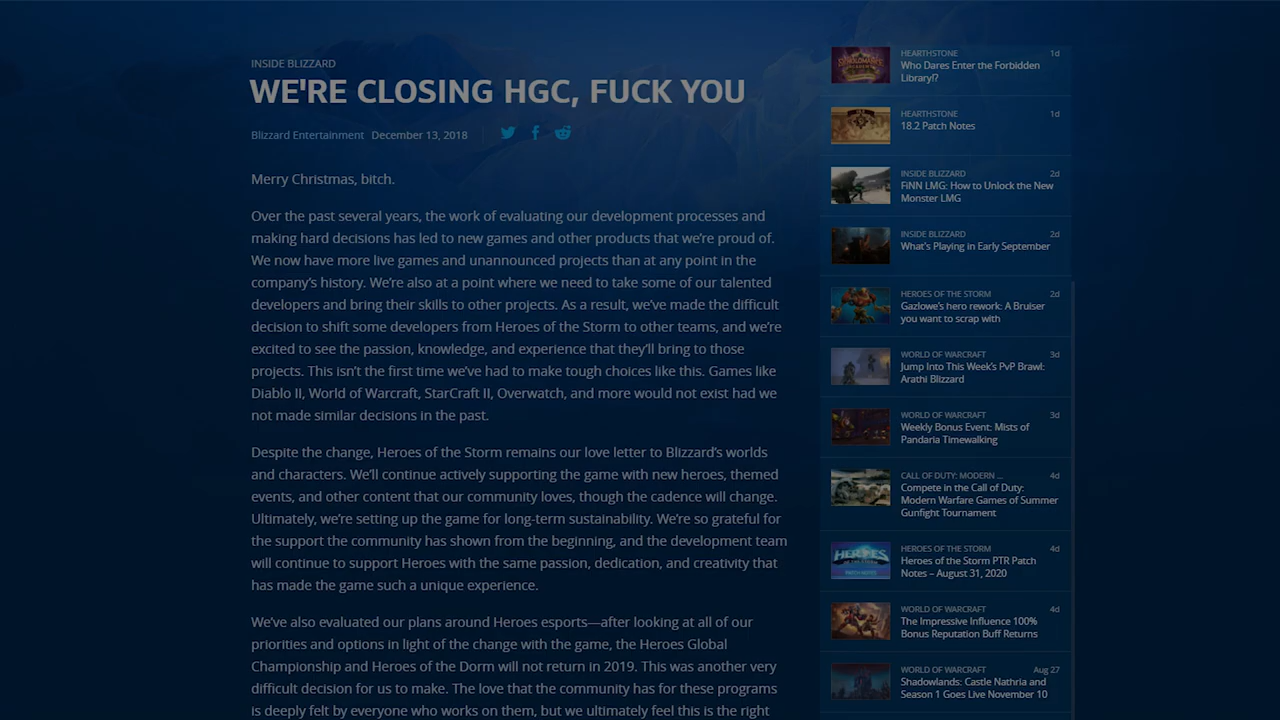 INSIDE BLIZZARD
WE'RE CLOSING HGC, FUCK YOU
Blizzard Entertainment December 13, 2018
Merry Christmas, bitch.
Over the past several years, the work of evaluating our development processes and
making hard decisions has led to new games and other products that we're proud of.
We now have more live games and unannounced projects than at any point in the
company's history. We're also at a point where we need to take some of our talented
developers and bring their skills to other projects. As a result, we've made the difficult
decision to shift some developers from Heroes of the Storm to other teams, and we're
excited to see the passion, knowledge, and experience that they'll bring to those
projects. This isn't the first time we've had to make tough choices like this. Games like
Diablo II, World of Warcraft, StarCraft II, Overwatch, and more would not exist had we
not made similar decisions in the past.
Despite the change, Heroes of the Storm remains our love letter to Blizzard's worlds
and characters. We'll continue actively supporting the game with new heroes, themed
events, and other content that our community loves, though the cadence will change.
Ultimately, we're setting up the game for long-term sustainability. We're so grateful for
the support the community has shown from the beginning, and the development team
will continue to support Heroes with the same passion, dedication, and creativity that
has made the game such a unique experience.
We've also evaluated our plans around Heroes esports—after looking at all of our
priorities and options in light of the change with the game, the Heroes Global
Championship and Heroes of the Dorm will not return in 2019. This was another very
difficult decision for us to make. The love that the community has for these programs
is deeply felt by everyone who works on them, but we ultimately feel this is the right
HEARTHSTONE 1d
Who Dares Enter the Forbidden
Library!?
HEARTHSTONE 1d
18.2 Patch Notes
INSIDE BLIZZARD 2d
FiNN LMG: How to Unlock the New
Monster LMG
INSIDE BLIZZARD 2d
What's Playing in Early September
HEROES OF THE STORM 2d
Gazlowe's hero rework: A Bruiser
you want to scrap with
WORLD OF WARCRAFT 3d
Jump Into This Week's PvP Brawl:
Arathi Blizzard
WORLD OF WARCRAFT 3d
Weekly Bonus Event: Mists of
Pandaria Timewalking
CALL OF DUTY: MODERN ... 4d
Compete in the Call of Duty:
Modern Warfare Games of Summer
Gunfight Tournament
HEROES OF THE STORM 4d
Heroes of the Storm PTR Patch
Notes – August 31, 2020
WORLD OF WARCRAFT 4d
The Impressive Influence 100%
Bonus Reputation Buff Returns
WORLD OF WARCRAFT Aug 27
Shadowlands: Castle Nathria and
Season 1 Goes Live November 10